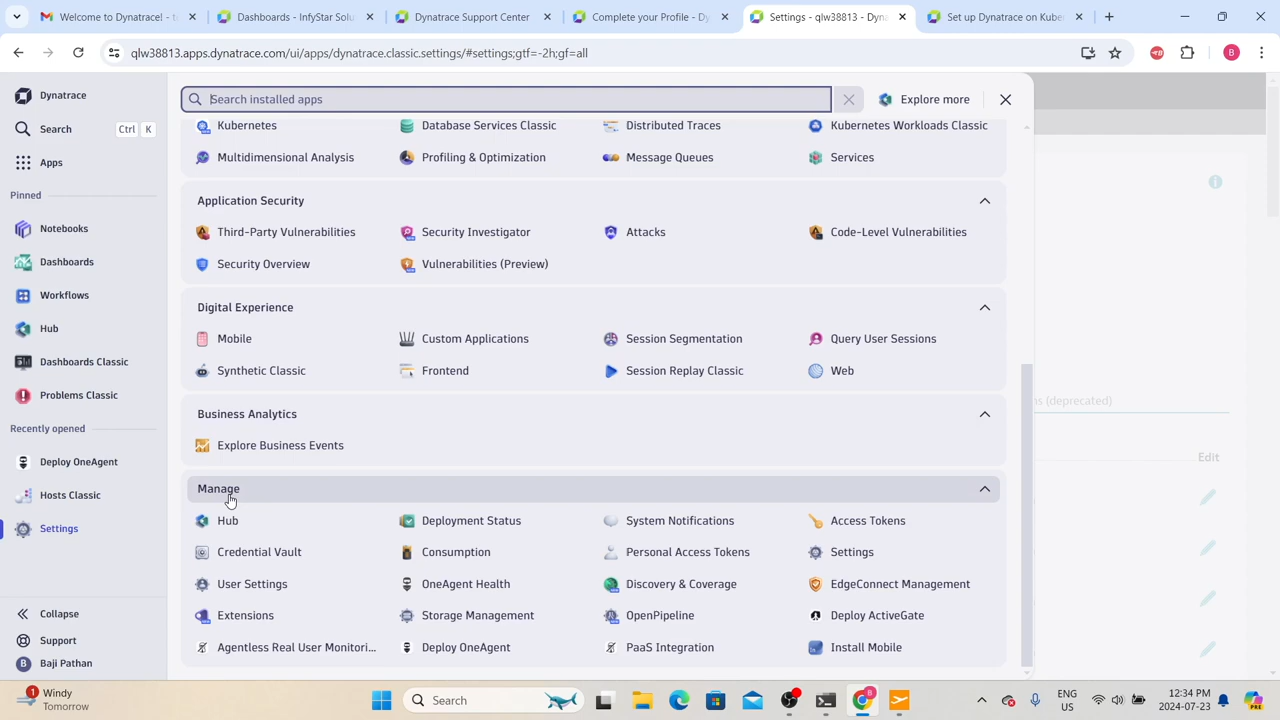 Welcome to Dynatrace! - ti
Dashboards - InfyStar Solu
Dynatrace Support Center
Complete your Profile - Dy
Settings - qlw38813 - Dyna
Set up Dynatrace on Kuber
qlw38813.apps.dynatrace.com/ui/apps/dynatrace.classic.settings/#settings;gtf=-2h;gf=all
B
Dynatrace
Search Ctrl K
Apps
Pinned
Notebooks
Dashboards
Workflows
Hub
Dashboards Classic
Problems Classic
Recently opened
Deploy OneAgent
Hosts Classic
Settings
Collapse
Support
Baji Pathan
Search installed apps
Explore more
Kubernetes Database Services Classic Distributed Traces Kubernetes Workloads Classic
Multidimensional Analysis Profiling & Optimization Message Queues Services
Application Security
Third-Party Vulnerabilities Security Investigator Attacks Code-Level Vulnerabilities
Security Overview Vulnerabilities (Preview)
Digital Experience
Mobile Custom Applications Session Segmentation Query User Sessions
Synthetic Classic Frontend Session Replay Classic Web
Business Analytics
Explore Business Events
Manage
Hub Deployment Status System Notifications Access Tokens
Credential Vault Consumption Personal Access Tokens Settings
User Settings OneAgent Health Discovery & Coverage EdgeConnect Management
Extensions Storage Management OpenPipeline Deploy ActiveGate
Agentless Real User Monitori... Deploy OneAgent PaaS Integration Install Mobile
ns (deprecated)
Edit
1
Windy
Tomorrow
Search
B
ENG
US
12:34 PM
2024-07-23
PRE